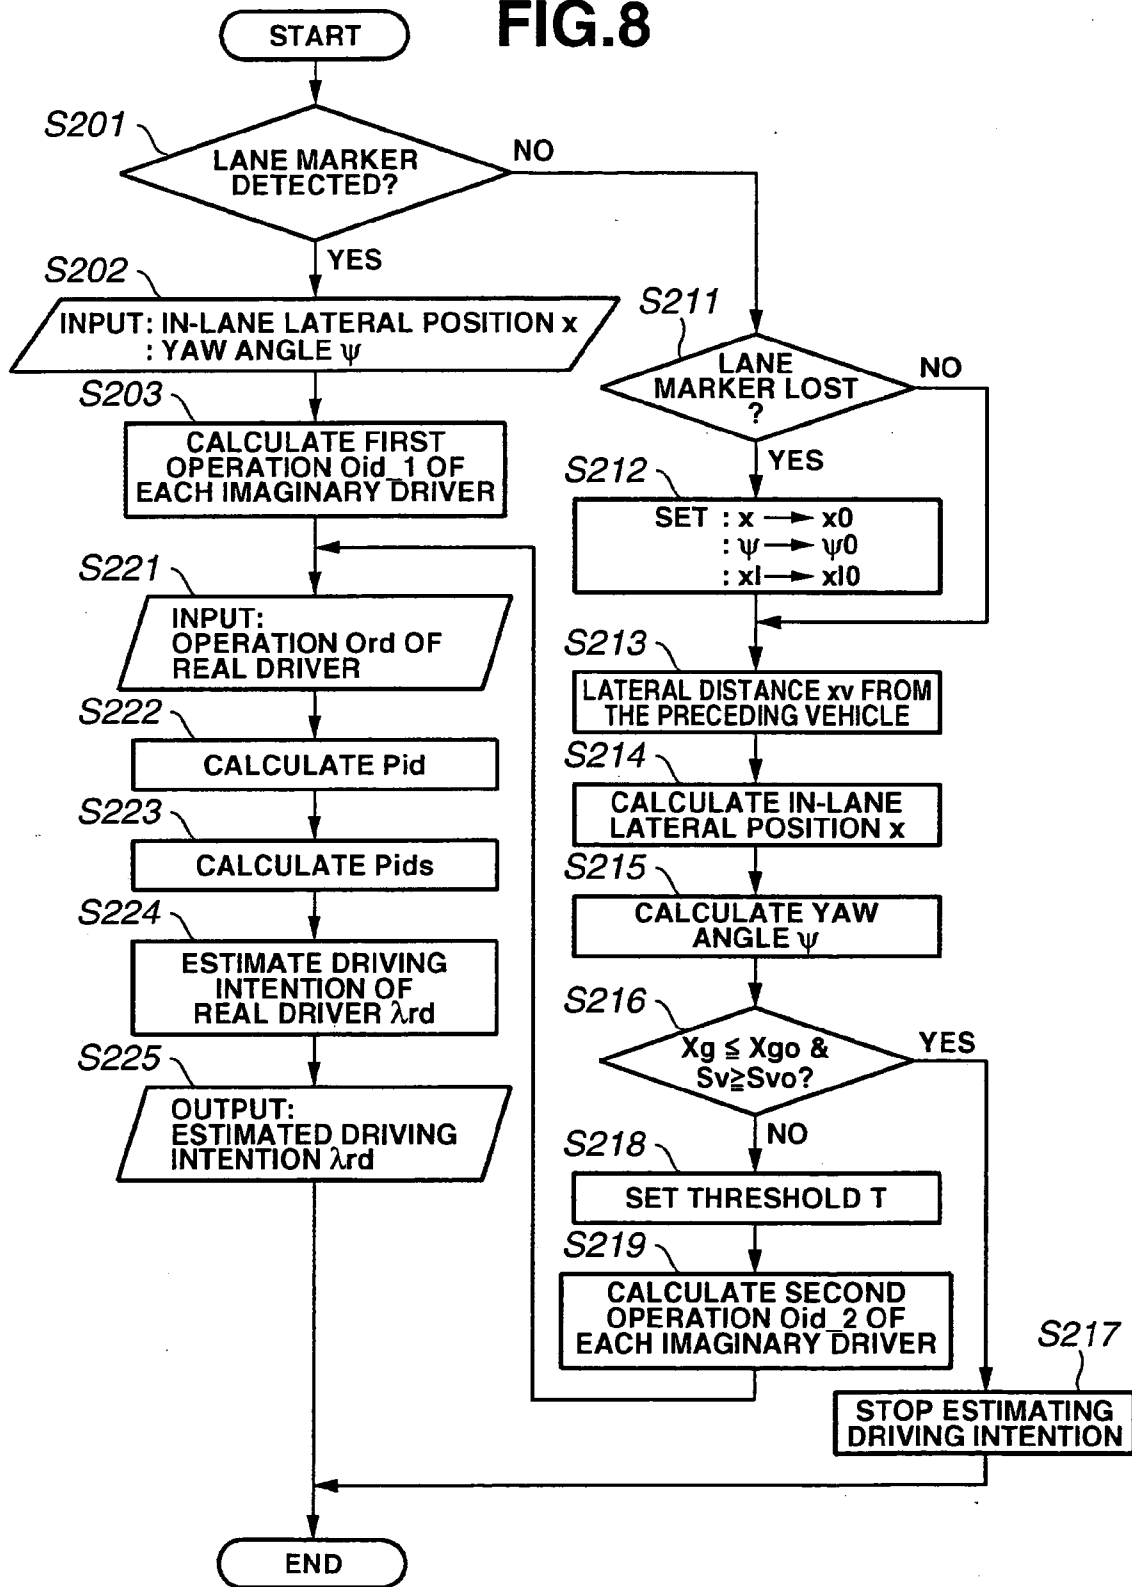 FIG.8
START
S201
LANE MARKER
DETECTED?
NO
YES
S202
INPUT: IN-LANE LATERAL POSITION x
: YAW ANGLE ψ
S203
CALCULATE FIRST
OPERATION Oid_1 OF
EACH IMAGINARY DRIVER
S221
INPUT:
OPERATION Ord OF
REAL DRIVER
S222
CALCULATE Pid
S223
CALCULATE Pids
S224
ESTIMATE DRIVING
INTENTION OF
REAL DRIVER λrd
S225
OUTPUT:
ESTIMATED DRIVING
INTENTION λrd
S211
LANE
MARKER LOST
?
NO
YES
S212
SET : x → x0
: ψ → ψ0
: xl → xl0
S213
LATERAL DISTANCE xv FROM
THE PRECEDING VEHICLE
S214
CALCULATE IN-LANE
LATERAL POSITION x
S215
CALCULATE YAW
ANGLE ψ
S216
Xg ≦ Xgo &
Sv≧Svo?
YES
NO
S218
SET THRESHOLD T
S219
CALCULATE SECOND
OPERATION Oid_2 OF
EACH IMAGINARY DRIVER
S217
STOP ESTIMATING
DRIVING INTENTION
END